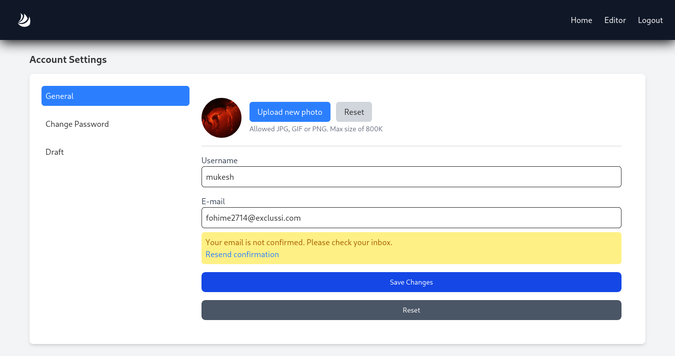 Home Editor Logout
Account Settings
General
Change Password
Draft
Upload new photo
Reset
Allowed JPG, GIF or PNG. Max size of 800K
Username
mukesh
E-mail
fohime2714@exclussi.com
Your email is not confirmed. Please check your inbox.
Resend confirmation
Save Changes
Reset